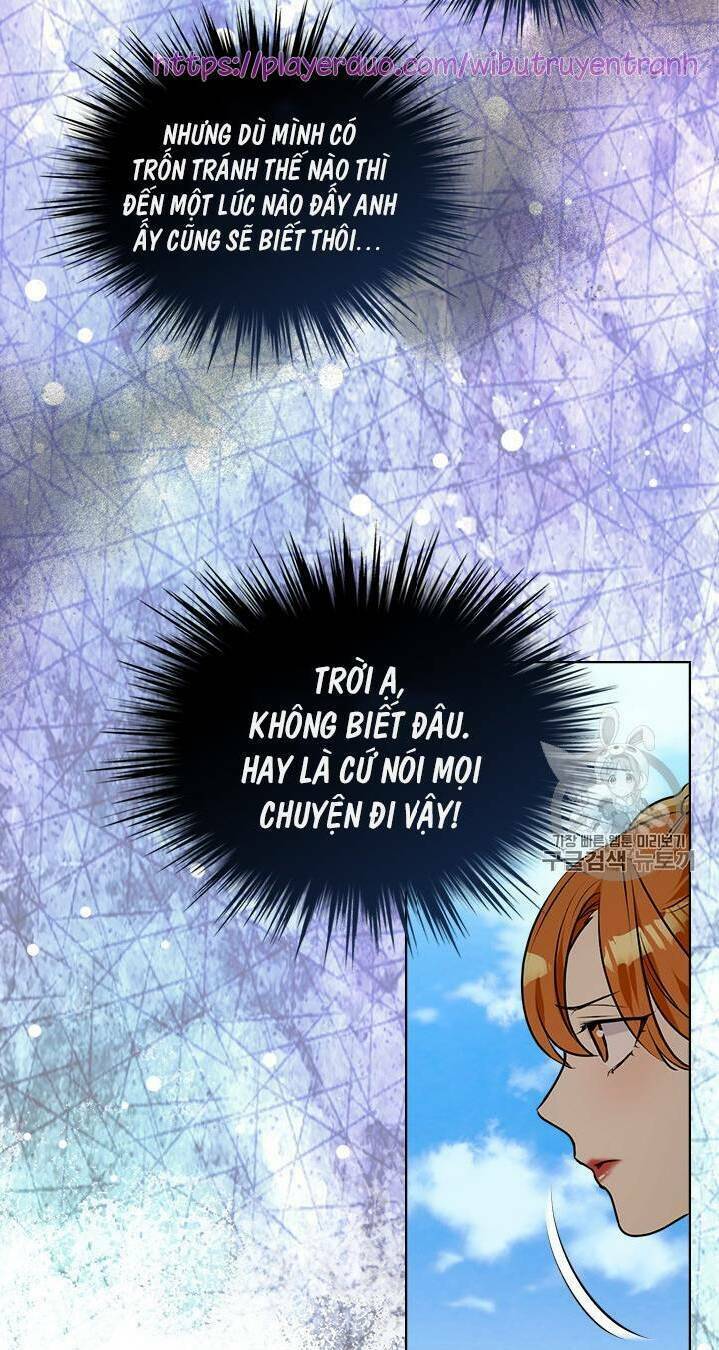 https://playerduo.com/wibutruyentranh
NHƯNG DÙ MÌNH CÓ
TRỐN TRÁNH THẾ NÀO THÌ
ĐẾN MỘT LÚC NÀO ĐẤY ANH
ẤY CŨNG SẼ BIẾT THÔI...
TRỜI Ạ,
KHÔNG BIẾT ĐÂU.
HAY LÀ CỨ NÓI MỌI
CHUYỆN ĐI VẬY!
가장 빠른 웹툰 미리보기
구글검색 뉴토끼